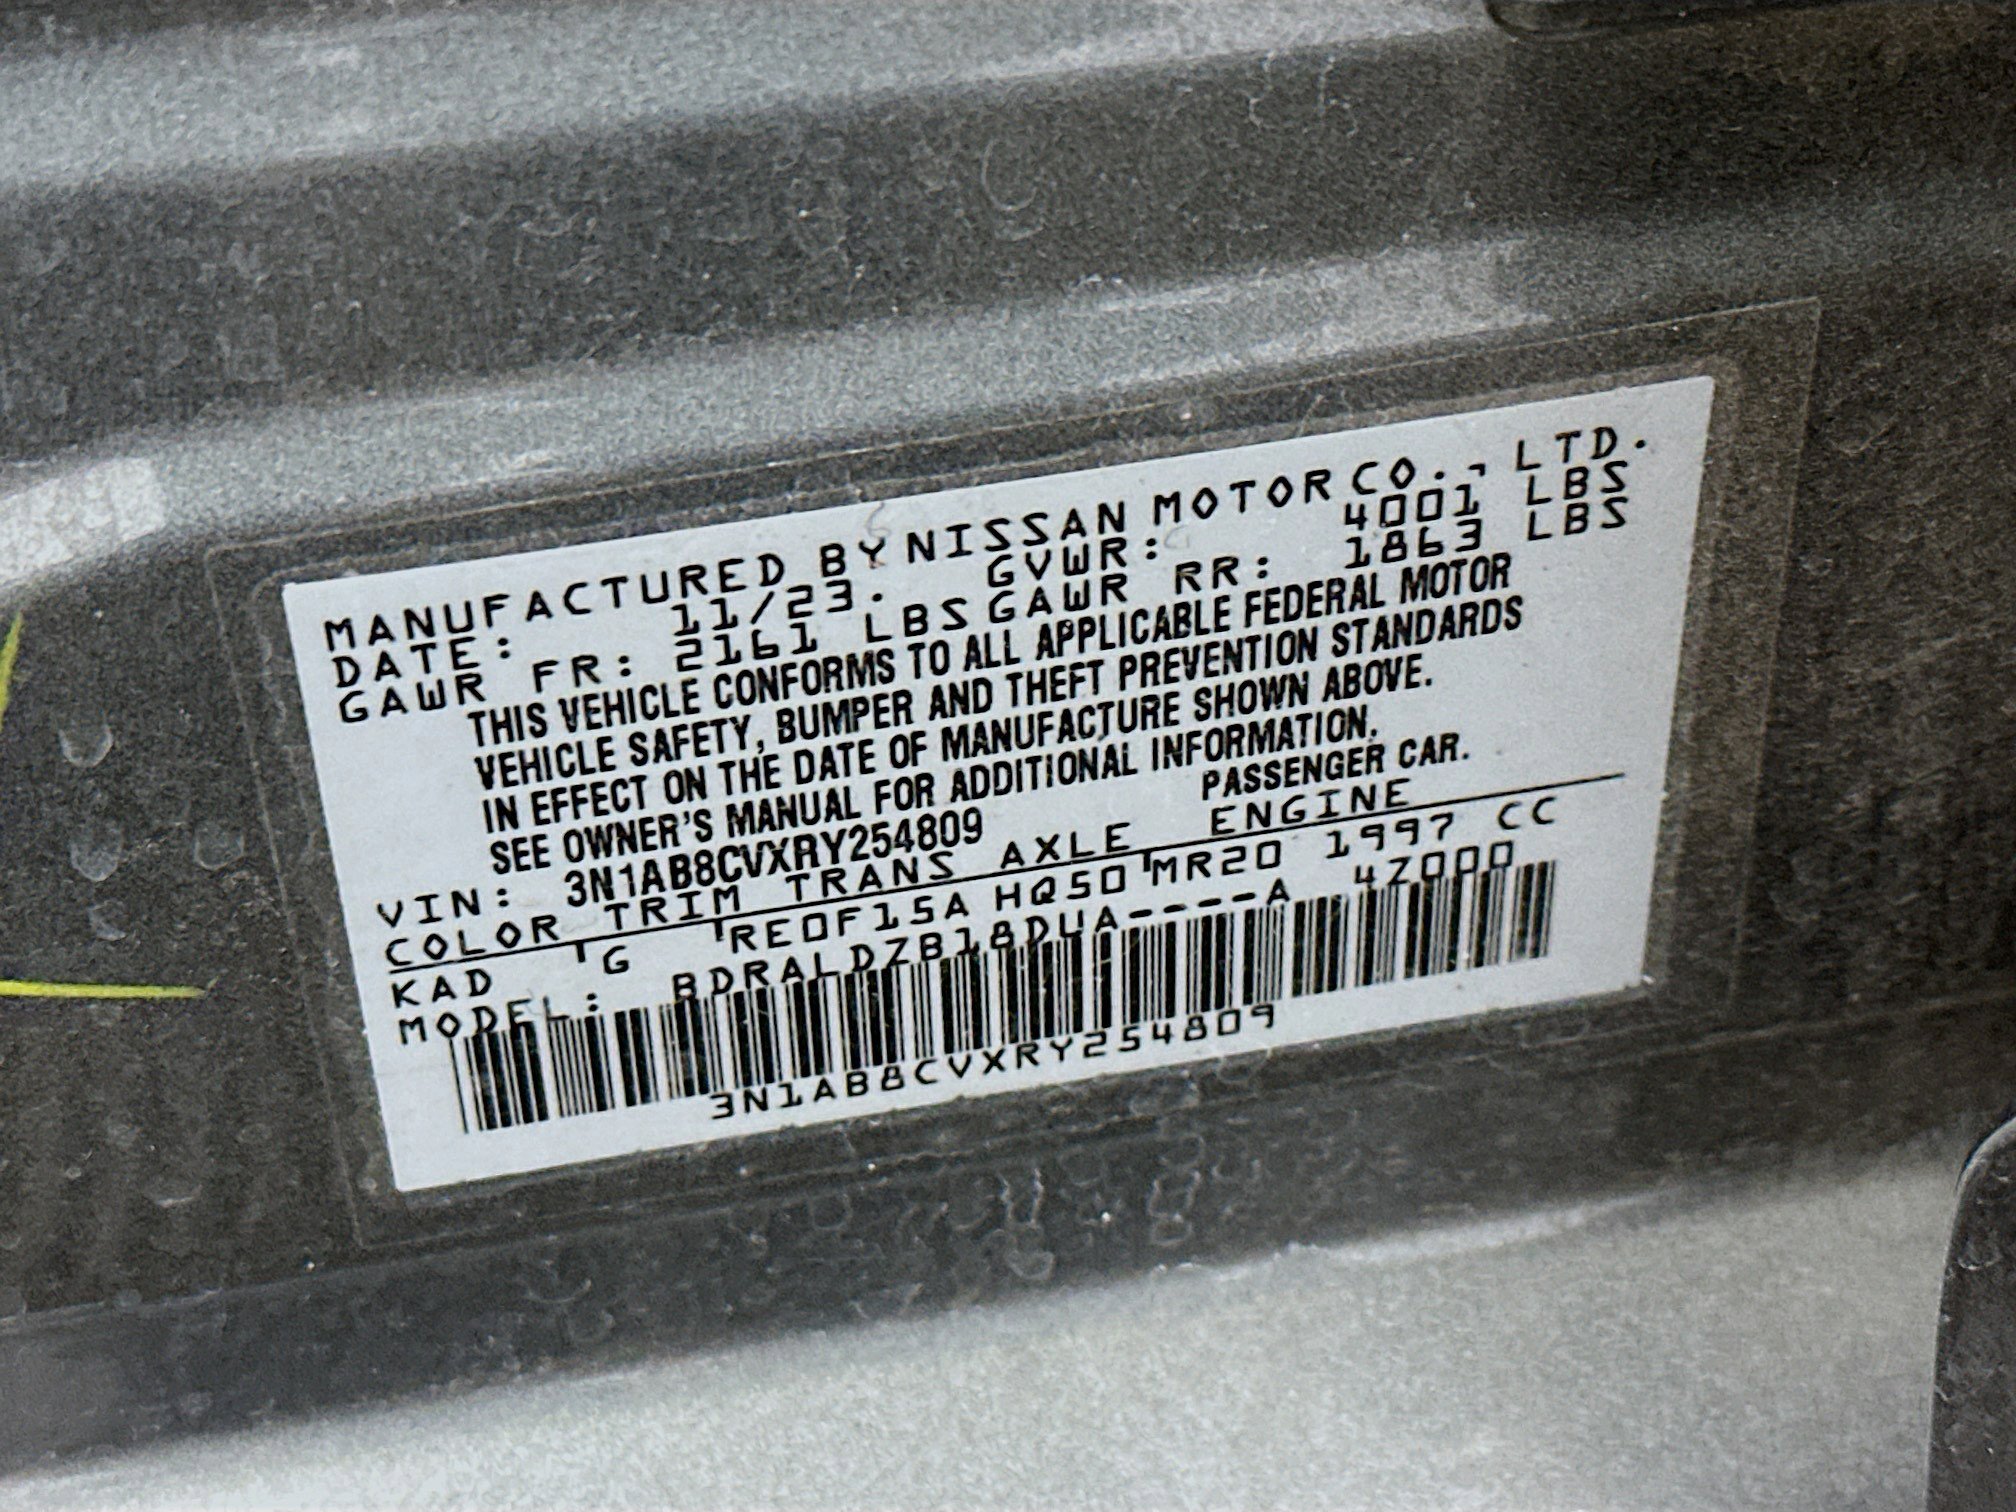 MANUFACTURED BY NISSAN MOTOR CO., LTD.
DATE: 11/23. GVWR: 4001 LBS
GAWR FR: 2161 LBS GAWR RR: 1863 LBS
THIS VEHICLE CONFORMS TO ALL APPLICABLE FEDERAL MOTOR
VEHICLE SAFETY, BUMPER AND THEFT PREVENTION STANDARDS
IN EFFECT ON THE DATE OF MANUFACTURE SHOWN ABOVE.
SEE OWNER'S MANUAL FOR ADDITIONAL INFORMATION.
VIN: 3N1AB8CVXRY254809 PASSENGER CAR.
COLOR TRIM TRANS AXLE ENGINE
KAD G RE0F15A HQ50 MR20 1997 CC
MODEL: BDRALDZB18DUA----A 4Z000
3N1AB8CVXRY254809